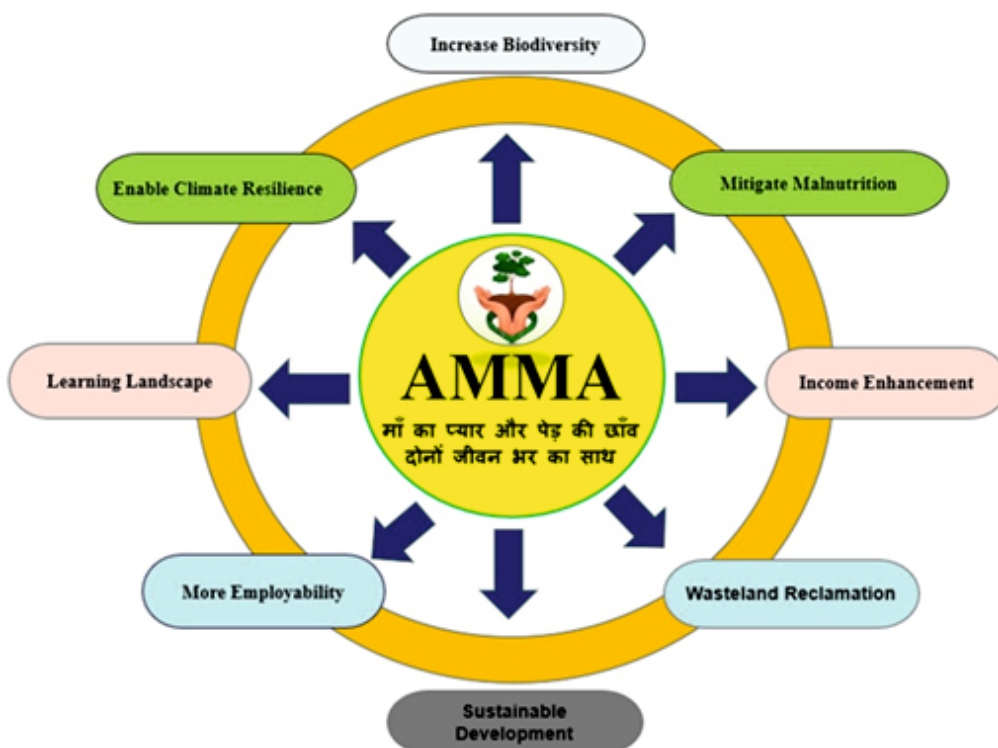 Increase Biodiversity
Enable Climate Resilience
Mitigate Malnutrition
AMMA
माँ का प्यार और पेड़ की छाँव
दोनों जीवन भर का साथ
Learning Landscape
Income Enhancement
More Employability
Wasteland Reclamation
Sustainable
Development